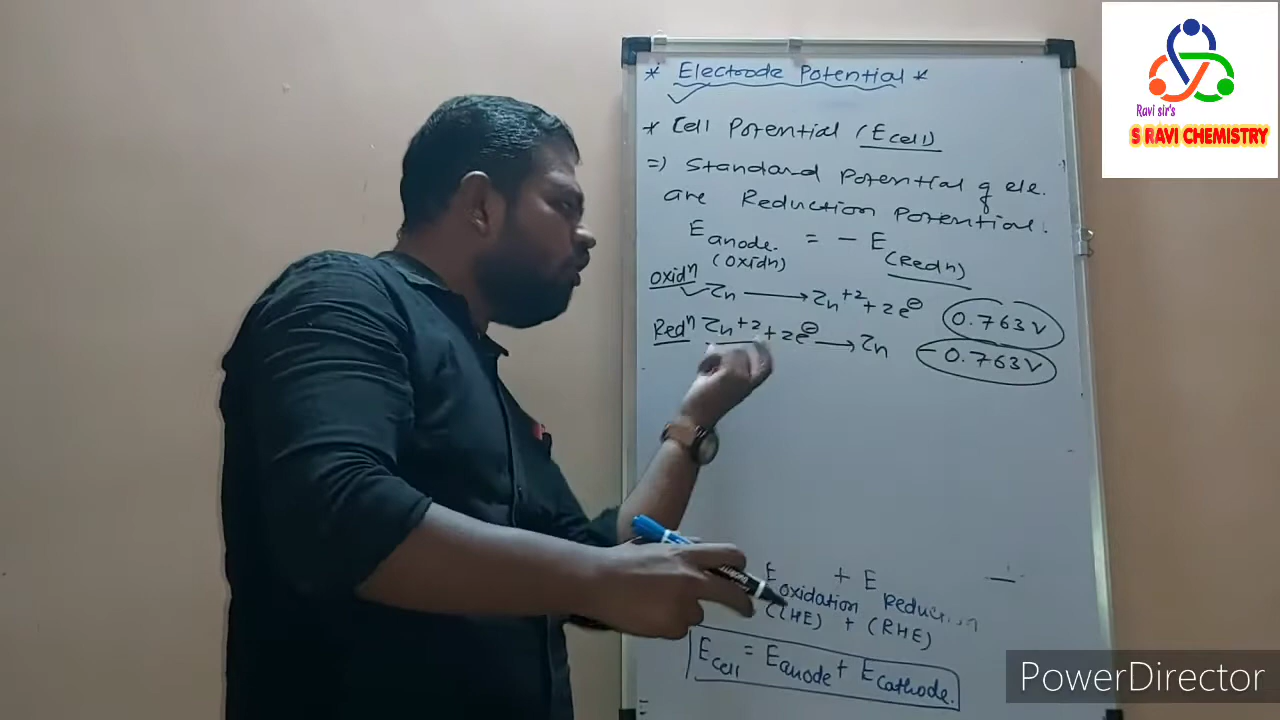 * Electrode Potential *
* Cell Potential (E cell)
=) Standard Potential of ele.
are Reduction Potential.
E anode. = - E (Redn)
(Oxidn)
Oxidn Zn → Zn+2 + 2e⊖ 0.763V
Redn Zn+2 + 2e⊖ → Zn - 0.763V
E oxidation + E Reduction
(LHE) + (RHE)
Ecell = Eanode + Ecathode.
Ravi sir's
S RAVI CHEMISTRY
PowerDirector